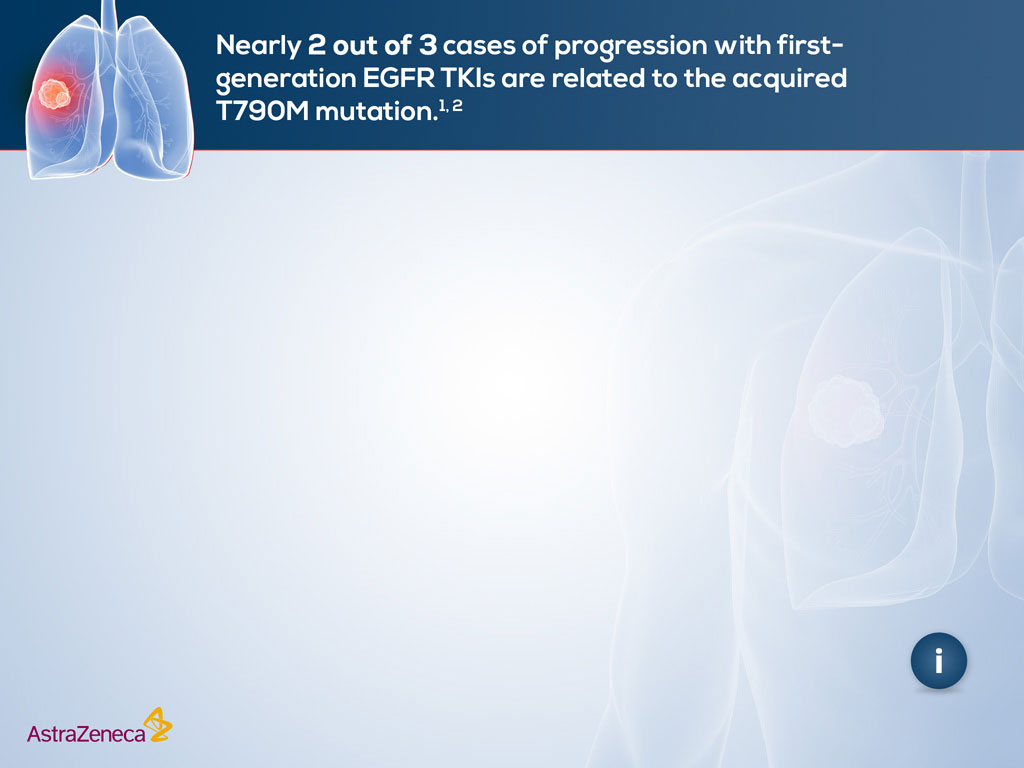 Nearly 2 out of 3 cases of progression with first-
generation EGFR TKIs are related to the acquired
T790M mutation.1, 2
i
AstraZeneca